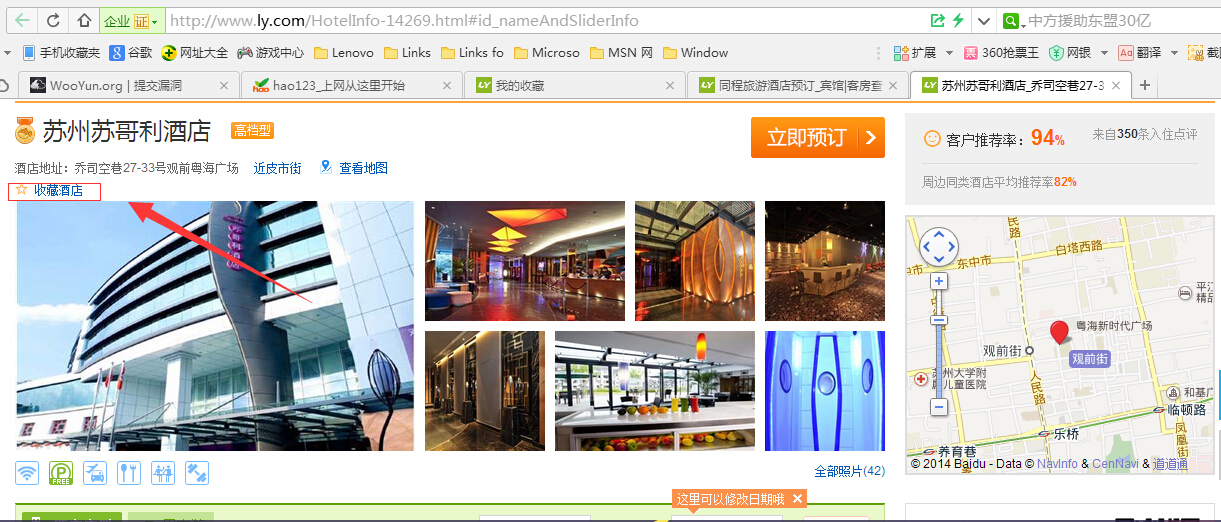 企业 证 http://www.ly.com/HotelInfo-14269.html#id_nameAndSliderInfo 中方援助东盟30亿
手机收藏夹 谷歌 网址大全 游戏中心 Lenovo Links Links fo Microso MSN 网 Window 扩展 360抢票王 网银 翻译
WooYun.org | 提交漏洞 hao123_上网从这里开始 我的收藏 同程旅游酒店预订_宾馆|客房查 苏州苏哥利酒店_乔司空巷27-3
苏州苏哥利酒店 高档型
立即预订
客户推荐率：94%
来自350条入住点评
酒店地址：乔司空巷27-33号观前粤海广场 近皮市街 查看地图
周边同类酒店平均推荐率82%
收藏酒店
苏哥利酒店
人民路
白塔西路
东中市
平江
精品
粤海新时代广场
观前街
观前街
苏州大学附
属儿童医院
人民路
和基广
临顿路
凤凰街
乐桥
养育巷
© 2014 Baidu - Data © NavInfo & CenNavi & 道道通
P
FREE
全部照片(42)
这里可以修改日期哦